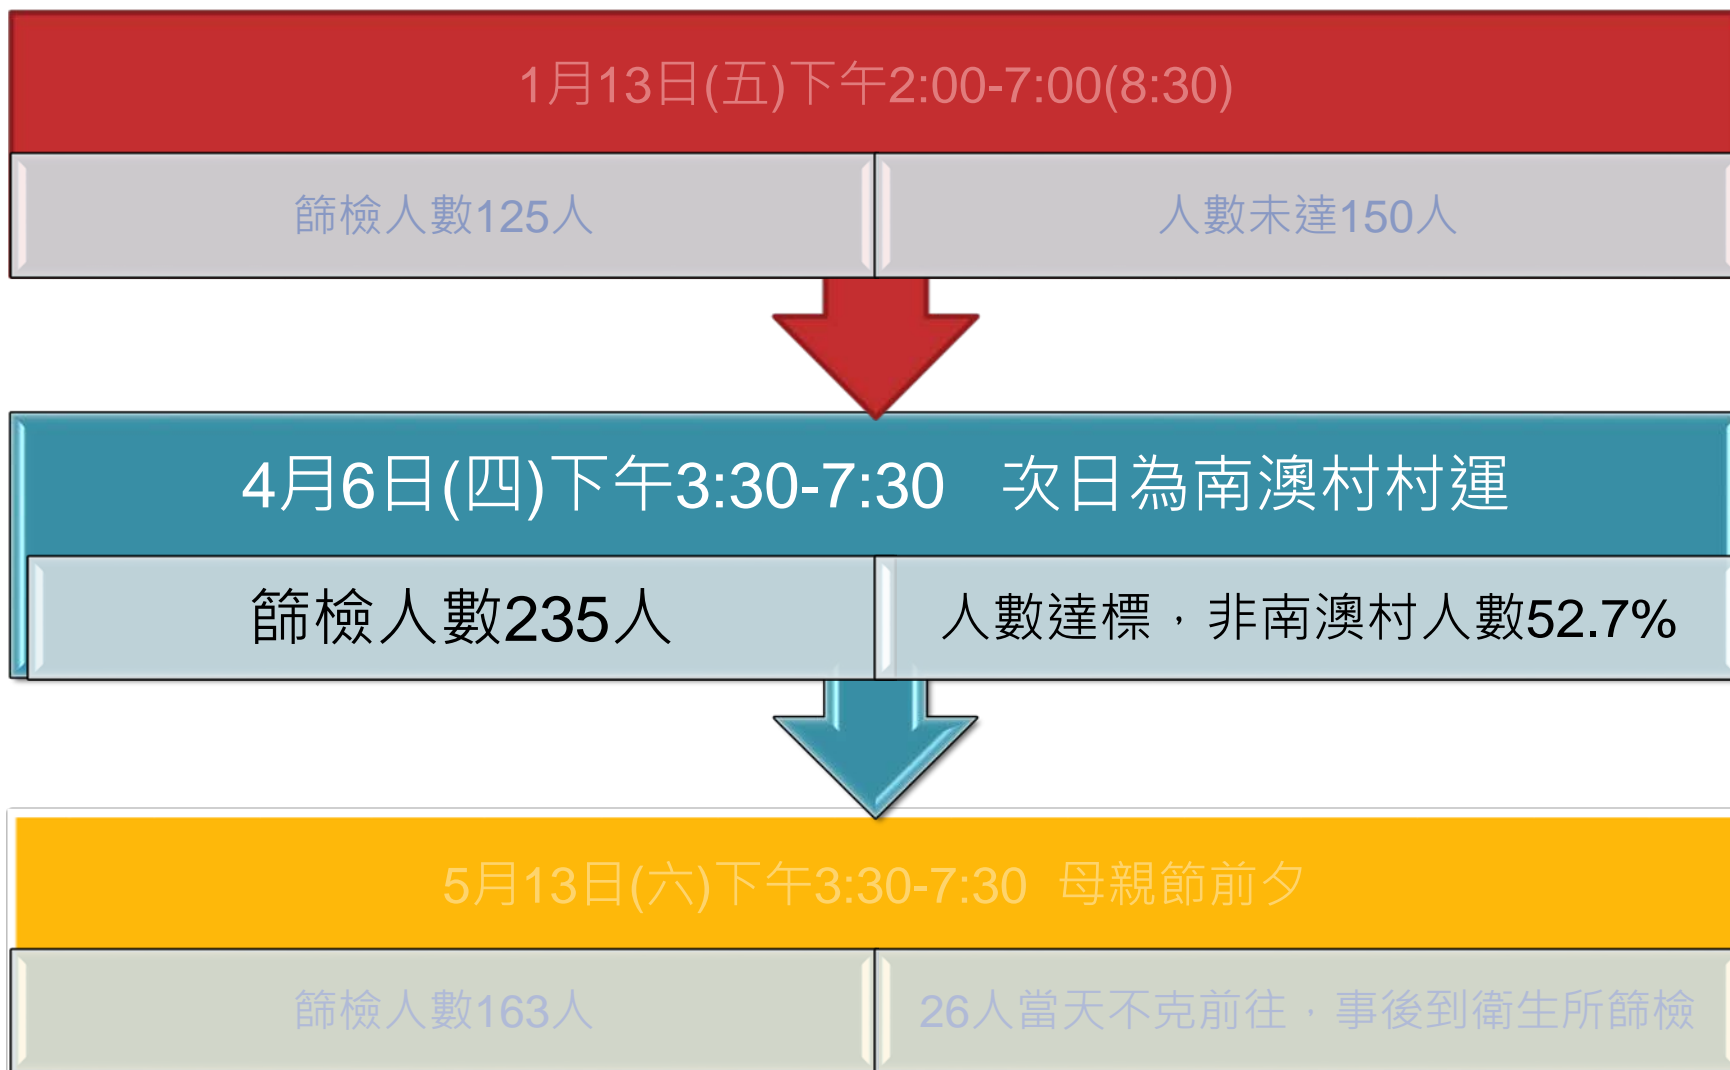 1月13日(五)下午2:00-7:00(8:30)
篩檢人數125人
人數未達150人
4月6日(四)下午3:30-7:30 次日為南澳村村運
篩檢人數235人
人數達標，非南澳村人數52.7%
5月13日(六)下午3:30-7:30 母親節前夕
篩檢人數163人
26人當天不克前往，事後到衛生所篩檢